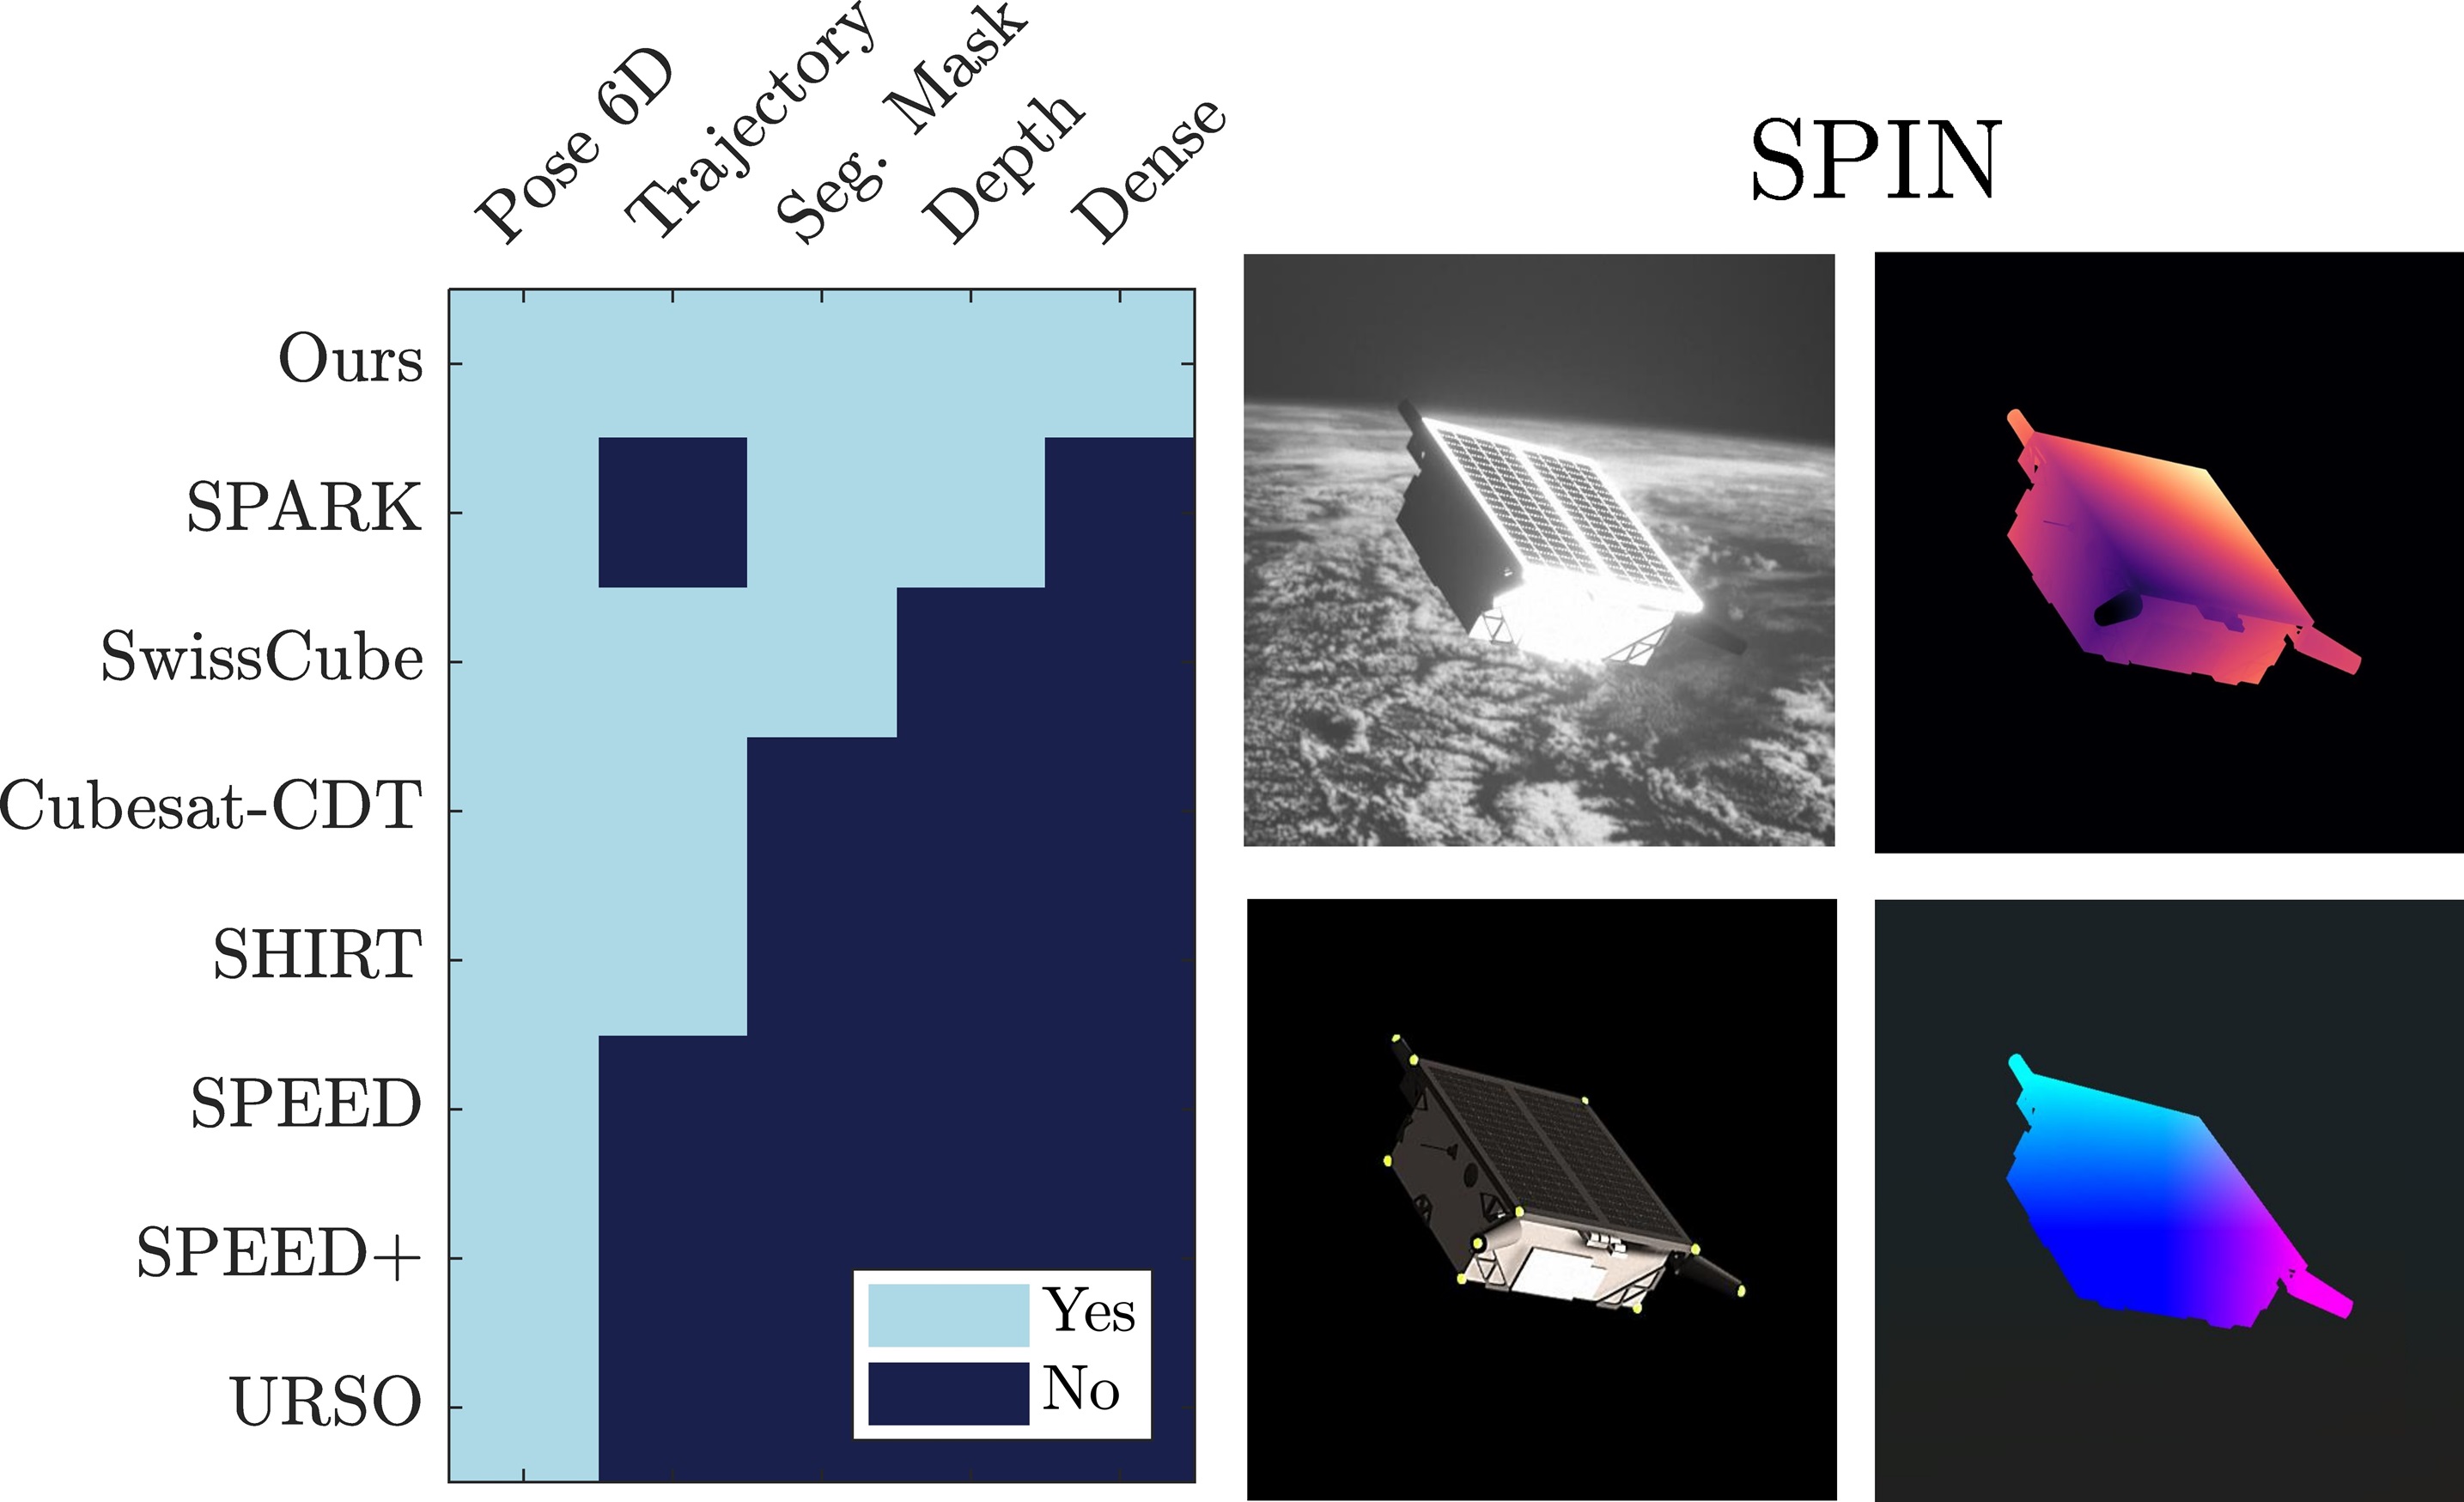 Pose 6D
Trajectory
Seg. Mask
Depth
Dense
SPIN
Ours
SPARK
SwissCube
Cubesat-CDT
SHIRT
SPEED
SPEED+
URSO
Yes
No